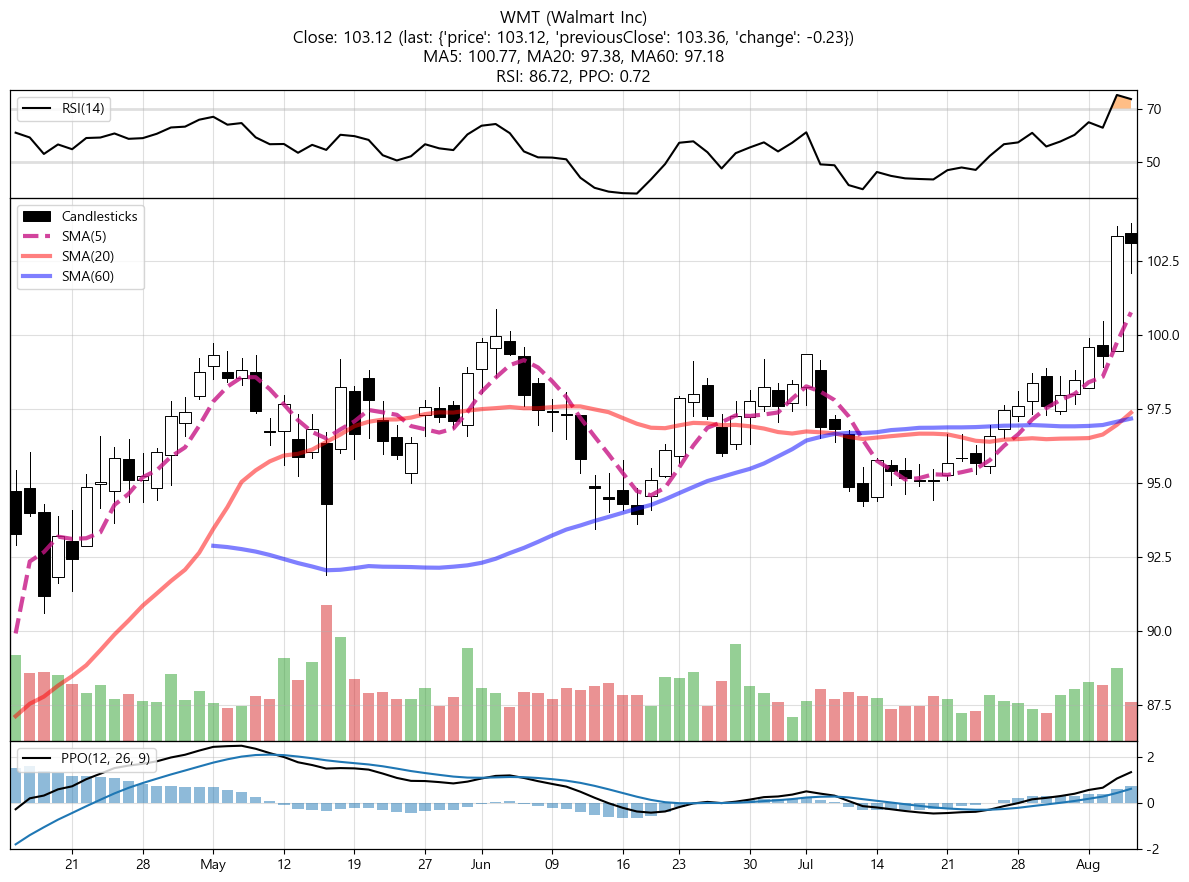 WMT (Walmart Inc)
Close: 103.12 (last: {'price': 103.12, 'previousClose': 103.36, 'change': -0.23})
MA5: 100.77, MA20: 97.38, MA60: 97.18
RSI: 86.72, PPO: 0.72
RSI(14)
70
50
Candlesticks
SMA(5)
SMA(20)
SMA(60)
102.5
100.0
97.5
95.0
92.5
90.0
87.5
PPO(12, 26, 9)
2
0
-2
21 28 May 12 19 27 Jun 09 16 23 30 Jul 14 21 28 Aug